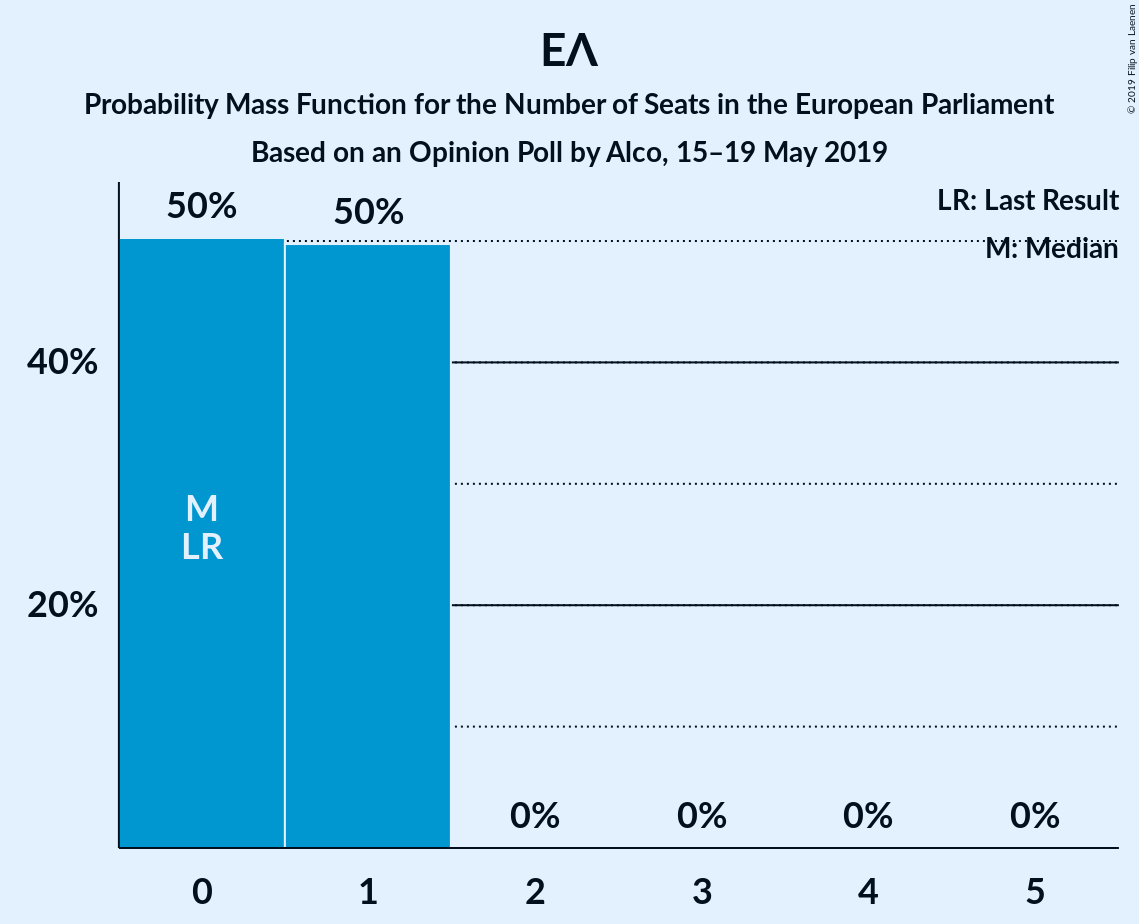 ΕΛ
Probability Mass Function for the Number of Seats in the European Parliament
Based on an Opinion Poll by Alco, 15–19 May 2019
© 2019 Filip van Laenen
LR: Last Result
M: Median
50%
50%
40%
20%
M
LR
0%
0%
0%
0%
0
1
2
3
4
5